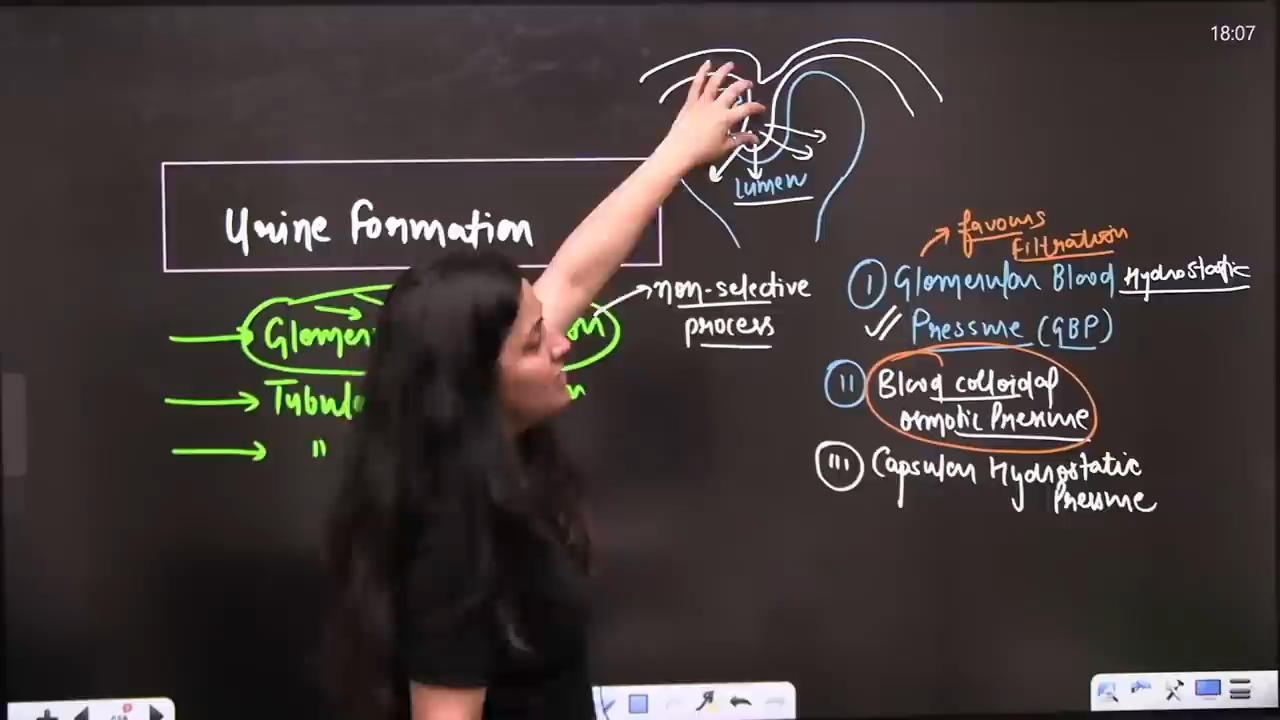 18:07
Lumen
Urine Formation
favours
Filtration
I Glomerular Blood Hydrostatic
Pressure (GBP)
non-selective
process
Glomer
on
II Blood colloidal
osmotic Pressure
Tubul
III Capsular Hydrostatic
Pressure
"